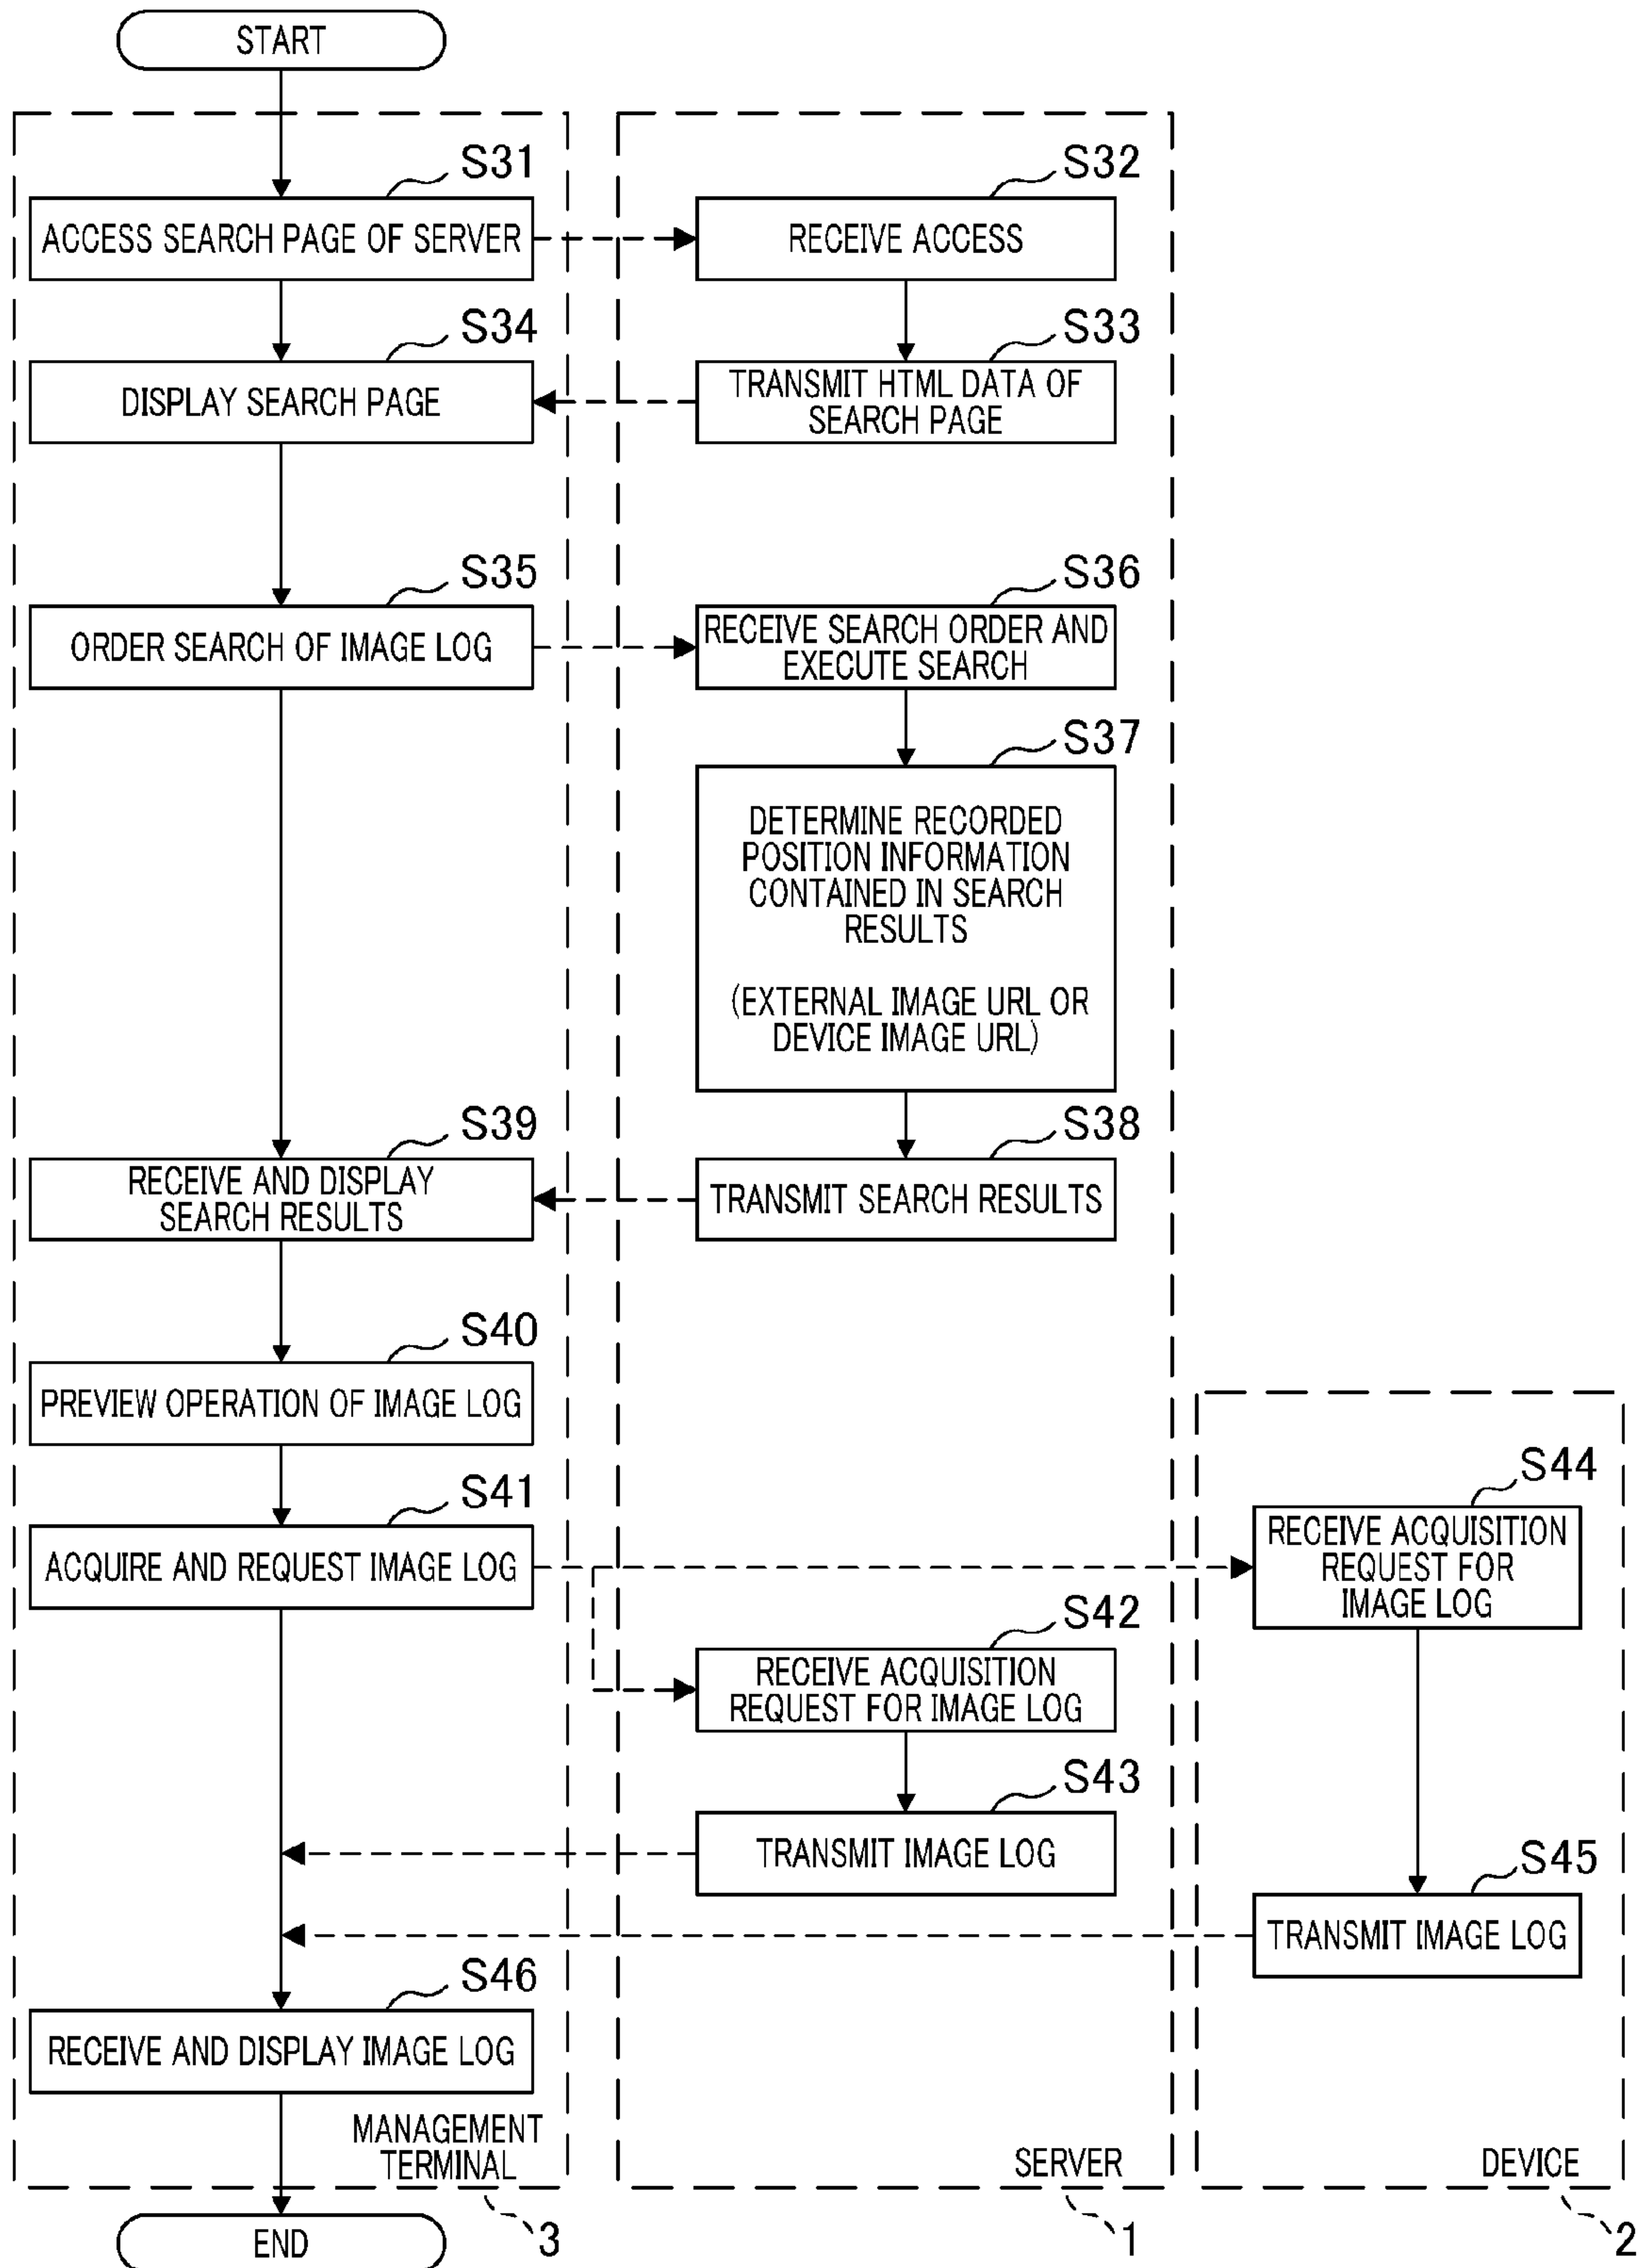 START
S31
ACCESS SEARCH PAGE OF SERVER
S32
RECEIVE ACCESS
S34
DISPLAY SEARCH PAGE
S33
TRANSMIT HTML DATA OF
SEARCH PAGE
S35
ORDER SEARCH OF IMAGE LOG
S36
RECEIVE SEARCH ORDER AND
EXECUTE SEARCH
S37
DETERMINE RECORDED
POSITION INFORMATION
CONTAINED IN SEARCH
RESULTS
(EXTERNAL IMAGE URL OR
DEVICE IMAGE URL)
S39
RECEIVE AND DISPLAY
SEARCH RESULTS
S38
TRANSMIT SEARCH RESULTS
S40
PREVIEW OPERATION OF IMAGE LOG
S41
ACQUIRE AND REQUEST IMAGE LOG
S44
RECEIVE ACQUISITION
REQUEST FOR
IMAGE LOG
S42
RECEIVE ACQUISITION
REQUEST FOR IMAGE LOG
S43
TRANSMIT IMAGE LOG
S45
TRANSMIT IMAGE LOG
S46
RECEIVE AND DISPLAY IMAGE LOG
MANAGEMENT
TERMINAL
SERVER
DEVICE
END
3
1
2